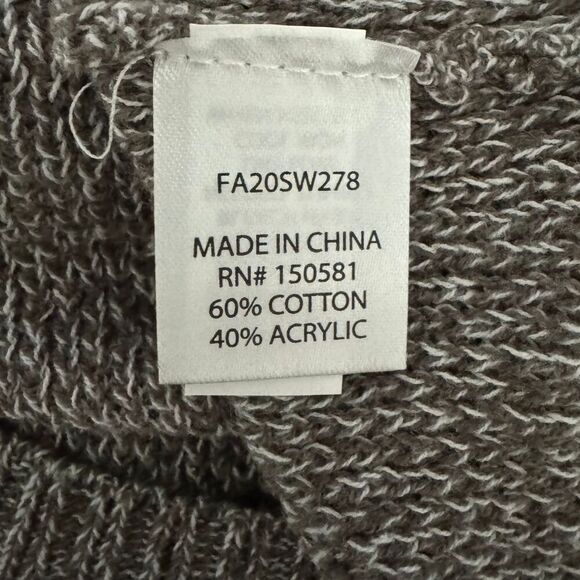 FA20SW278
MADE IN CHINA
RN# 150581
60% COTTON
40% ACRYLIC